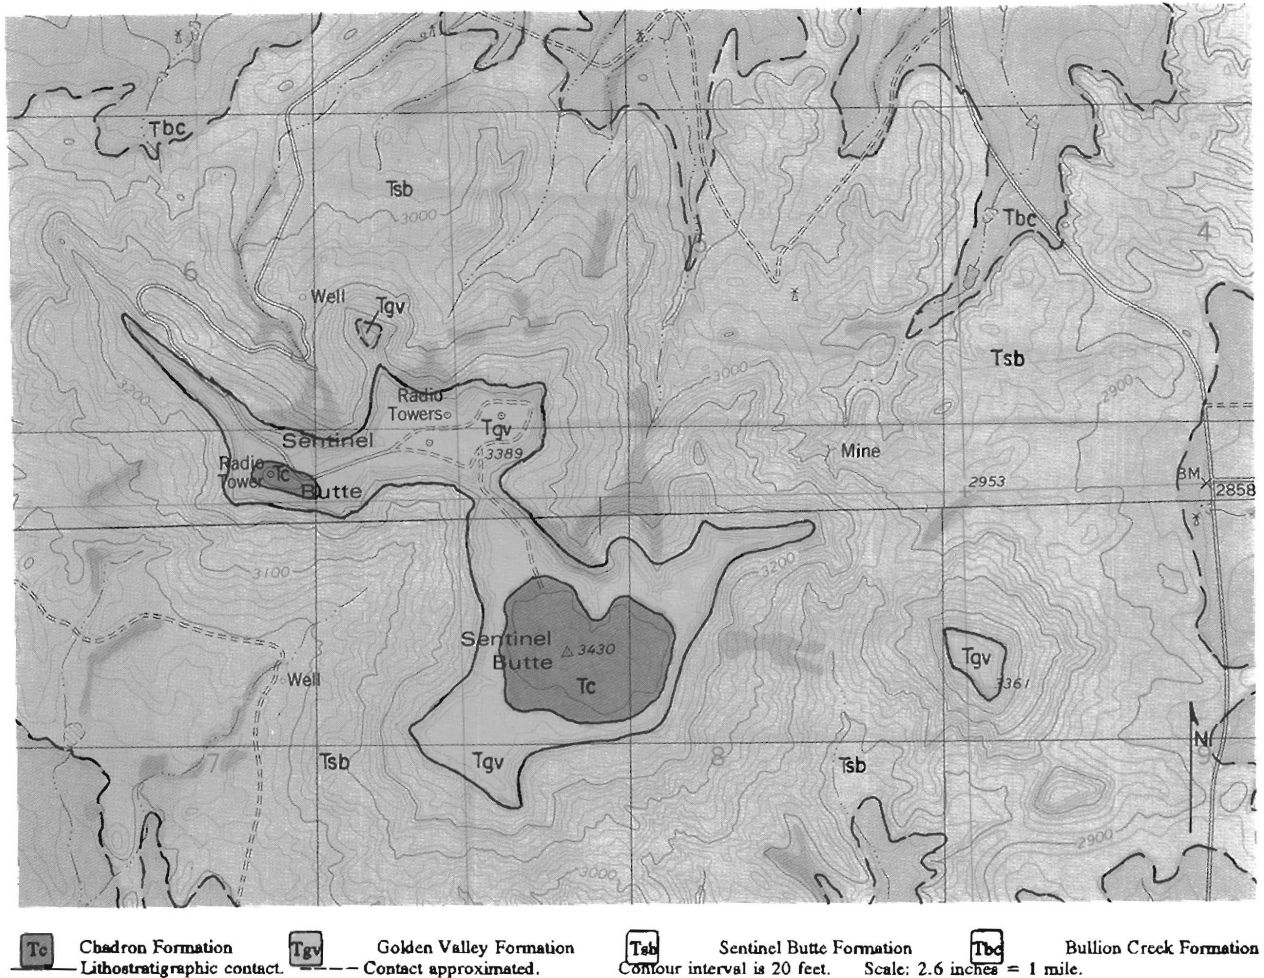 Tbc
Tsb
3000
Tbc
4
6
Well
Tgv
3200
Radio
Towers
3000
Tsb
2900
Sentinel
Tgv
3389
Mine
Radio
Tower
Tc
Butte
2953
BM
2858
3100
3200
Sentinel
Butte
3430
Tc
Tgv
3361
Well
N
7
Tsb
Tgv
8
Tsb
2900
3000
Tc Chadron Formation Tgv Golden Valley Formation Tsb Sentinel Butte Formation Tbc Bullion Creek Formation
Lithostratigraphic contact. Contact approximated. Contour interval is 20 feet. Scale: 2.6 inches = 1 mile.